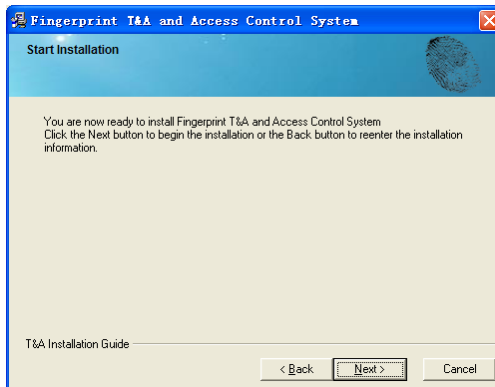 Fingerprint T&A and Access Control System
Start Installation
You are now ready to install Fingerprint T&A and Access Control System
Click the Next button to begin the installation or the Back button to reenter the installation
information.
T&A Installation Guide
< Back
Next >
Cancel